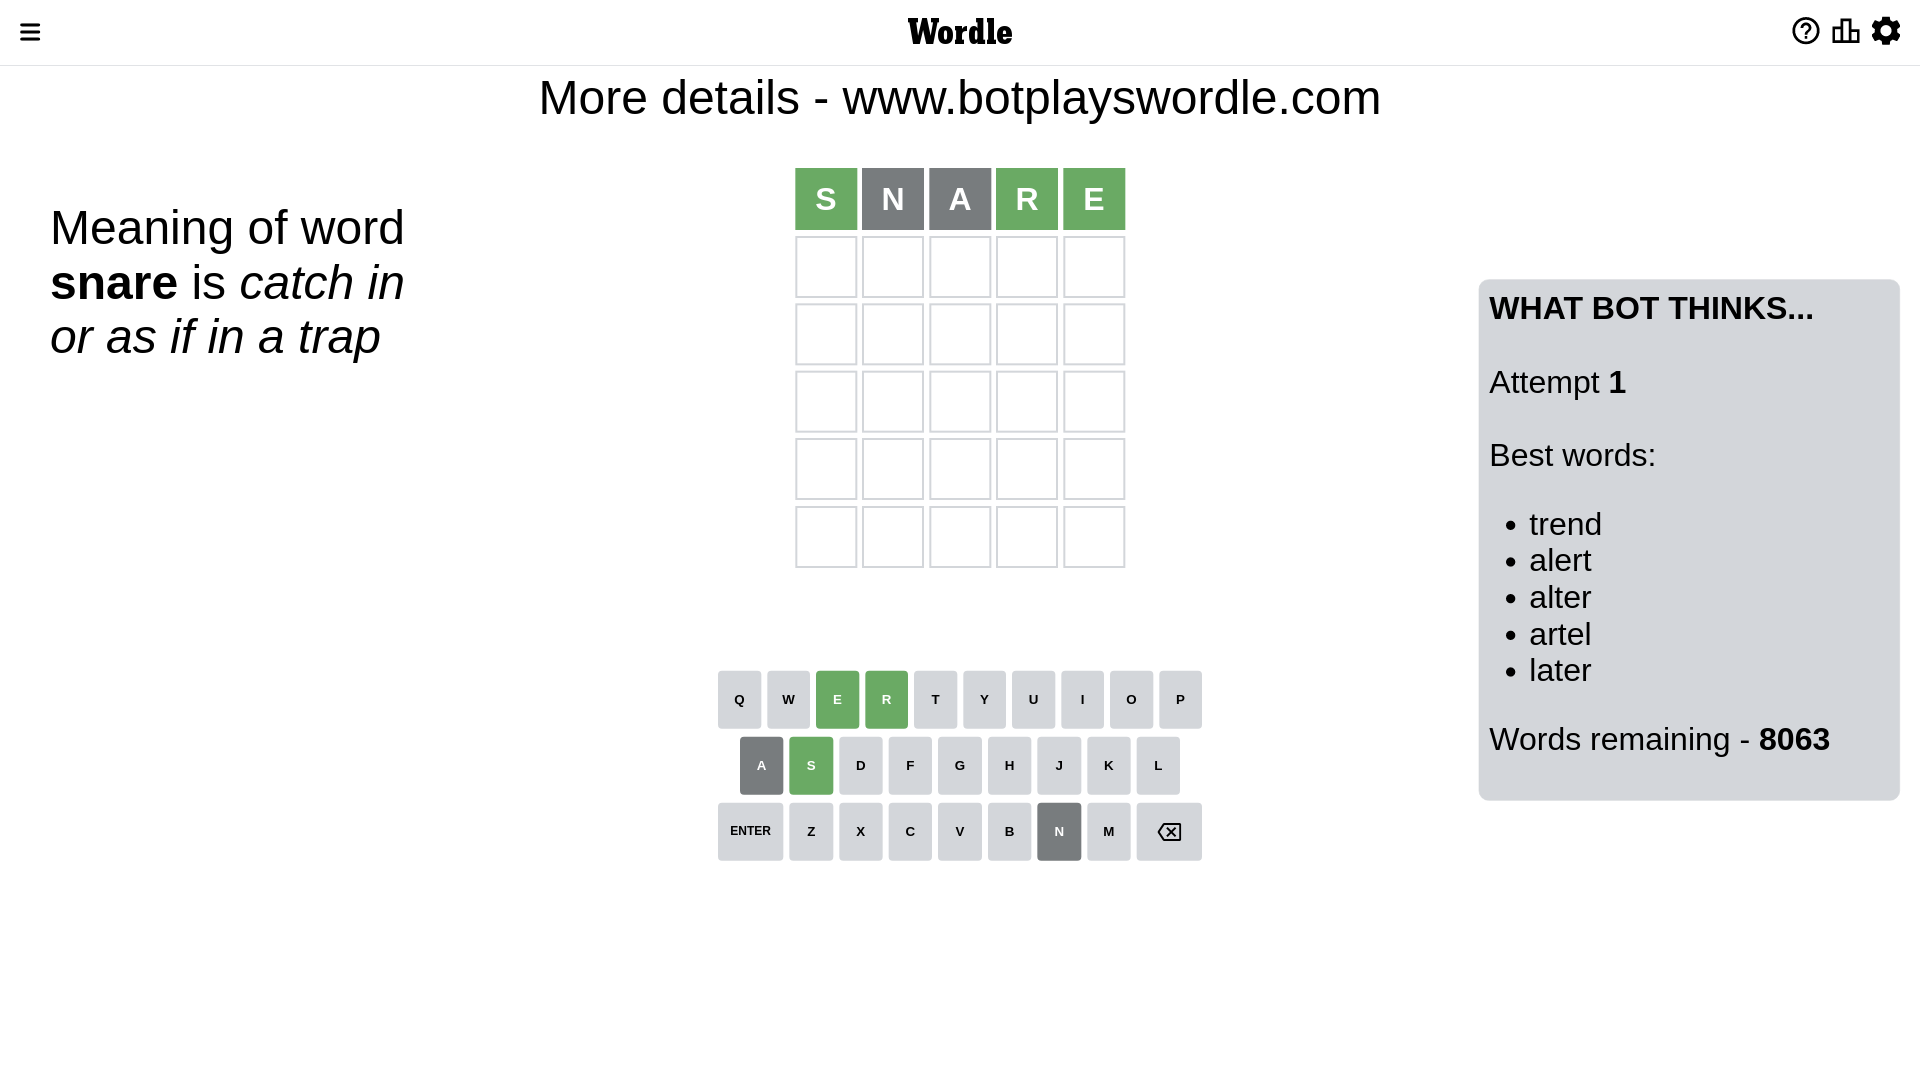 Wordle
More details - www.botplayswordle.com
Meaning of word
snare is catch in
or as if in a trap
S N A R E
WHAT BOT THINKS...
Attempt 1
Best words:
• trend
• alert
• alter
• artel
• later
Words remaining - 8063
Q W E R T Y U I O P
A S D F G H J K L
ENTER Z X C V B N M